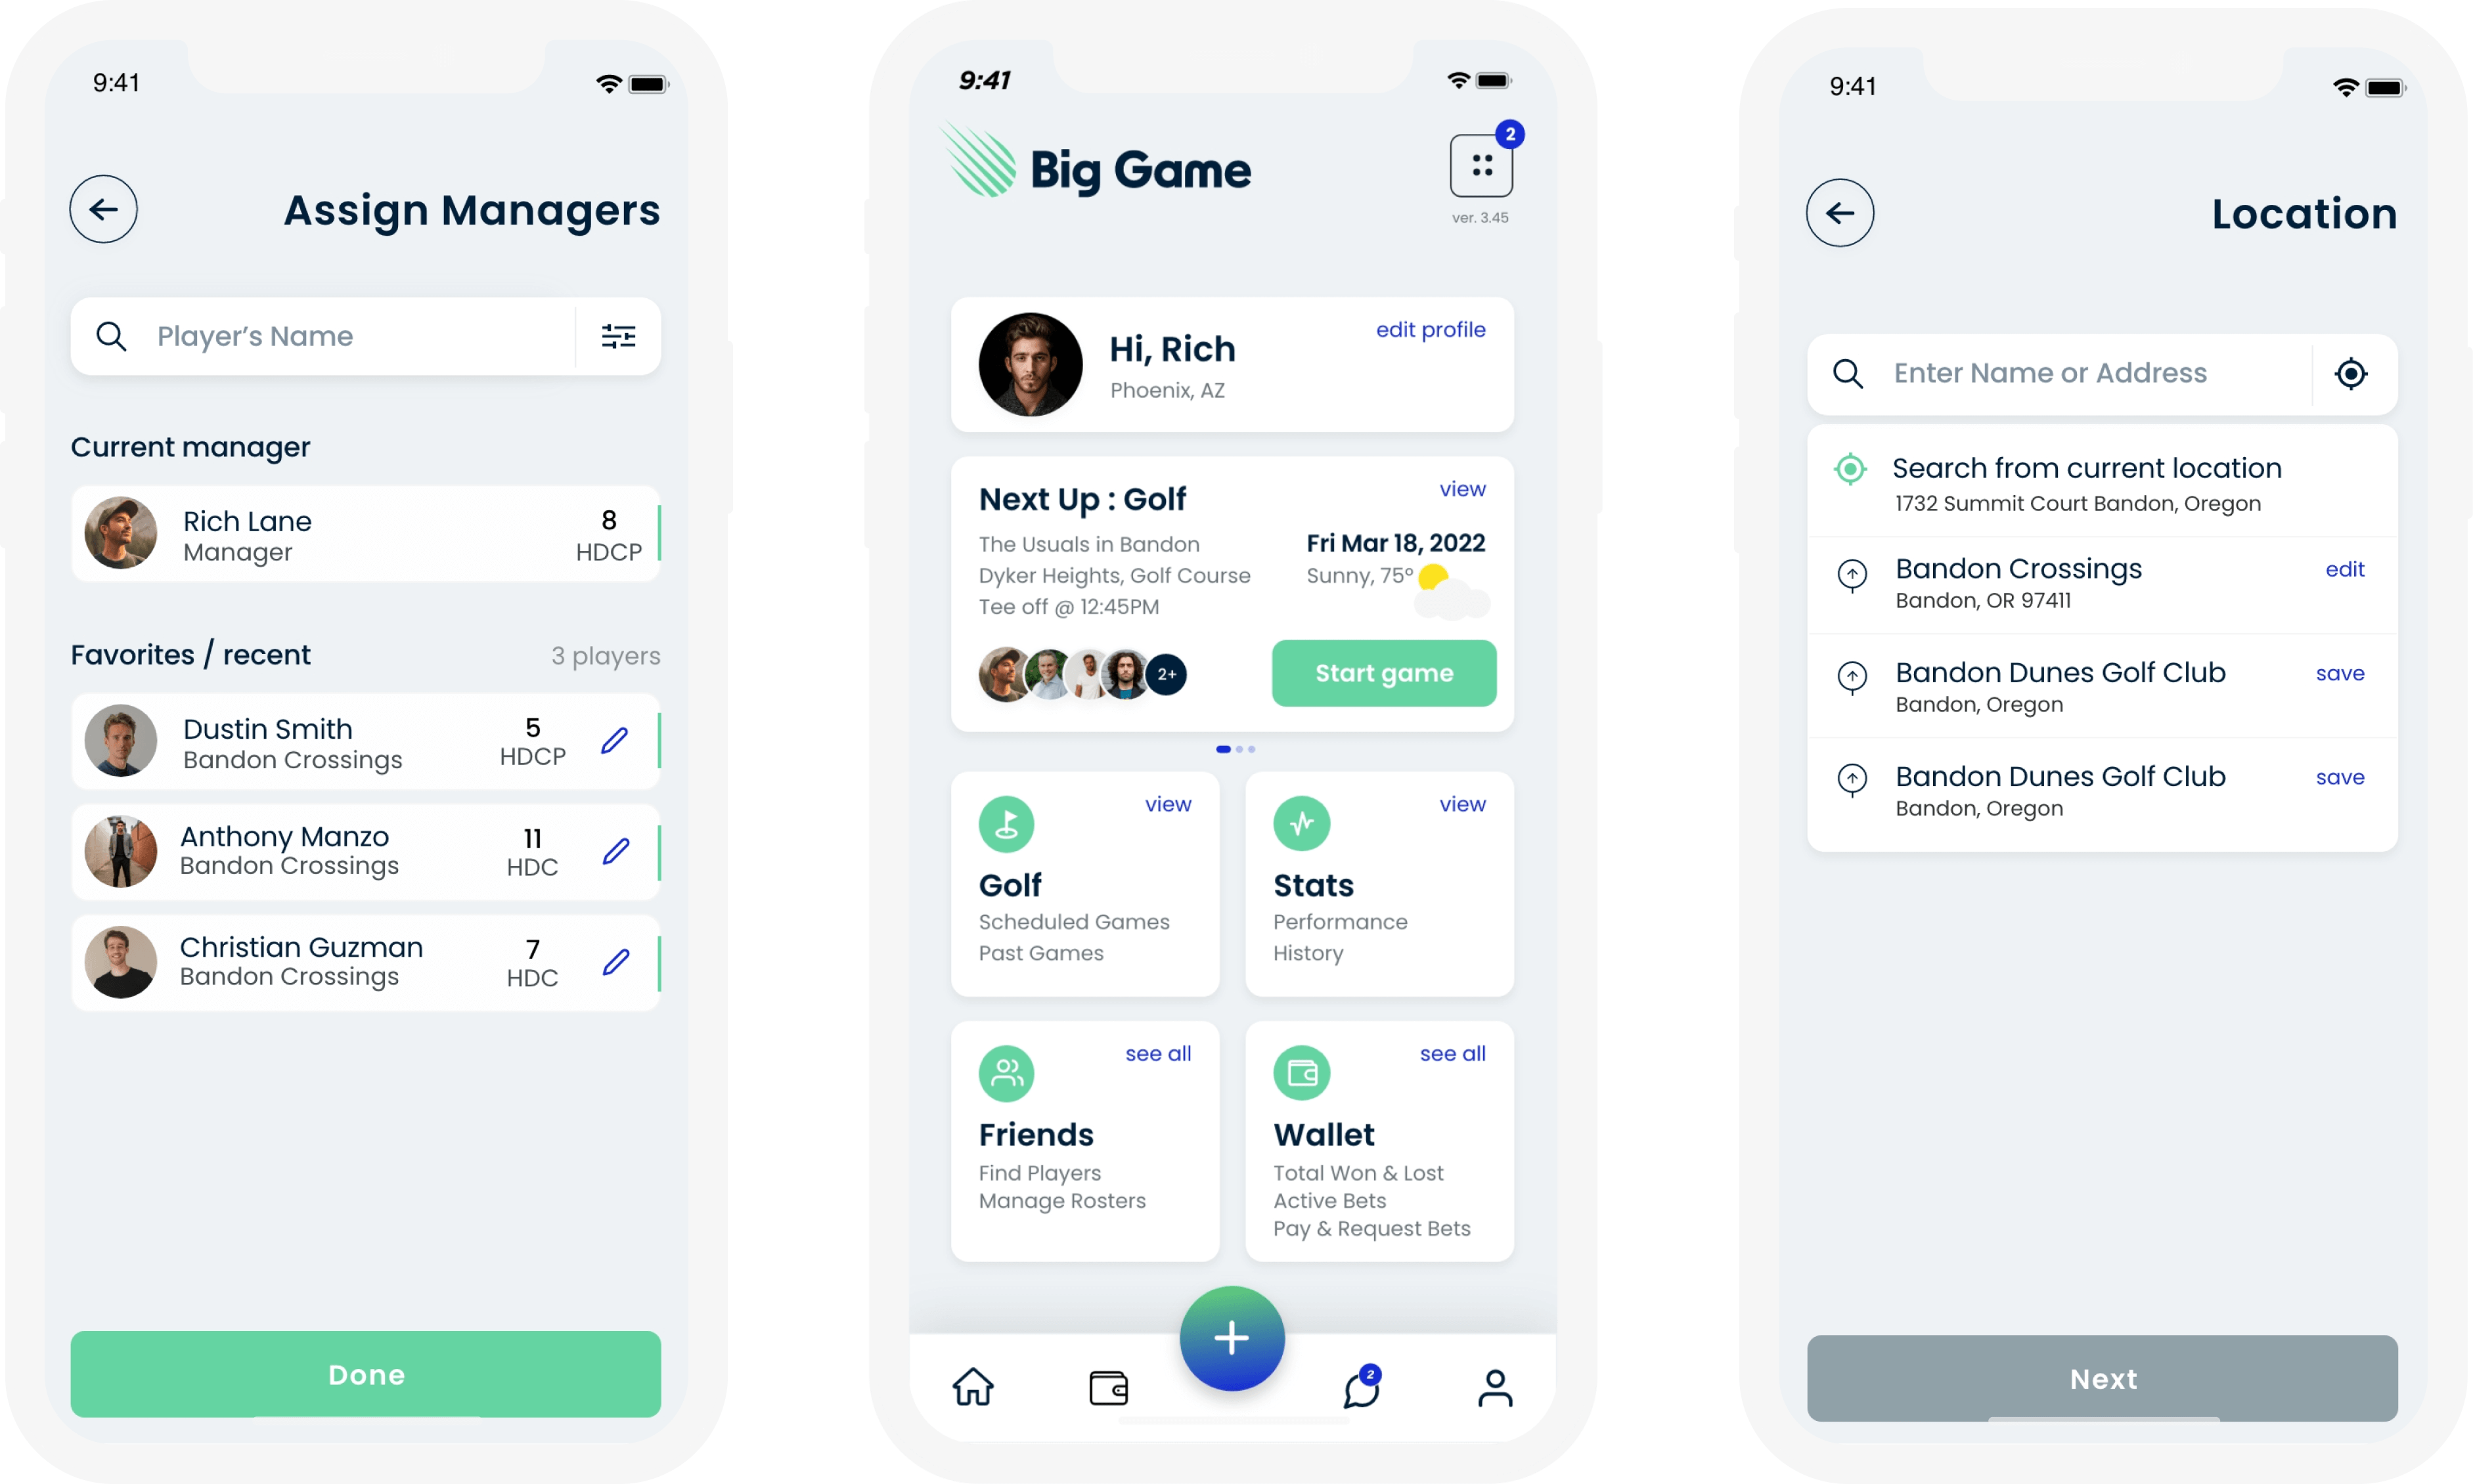 9:41
Assign Managers
Player’s Name
Current manager
Rich Lane
Manager
8
HDCP
Favorites / recent
3 players
Dustin Smith
Bandon Crossings
5
HDCP
Anthony Manzo
Bandon Crossings
11
HDC
Christian Guzman
Bandon Crossings
7
HDC
Done
9:41
Big Game
2
ver. 3.45
Hi, Rich
Phoenix, AZ
edit profile
Next Up : Golf
view
The Usuals in Bandon
Dyker Heights, Golf Course
Tee off @ 12:45PM
Fri Mar 18, 2022
Sunny, 75°
2+
Start game
view
Golf
Scheduled Games
Past Games
view
Stats
Performance
History
see all
Friends
Find Players
Manage Rosters
see all
Wallet
Total Won & Lost
Active Bets
Pay & Request Bets
2
9:41
Location
Enter Name or Address
Search from current location
1732 Summit Court Bandon, Oregon
Bandon Crossings
Bandon, OR 97411
edit
Bandon Dunes Golf Club
Bandon, Oregon
save
Bandon Dunes Golf Club
Bandon, Oregon
save
Next